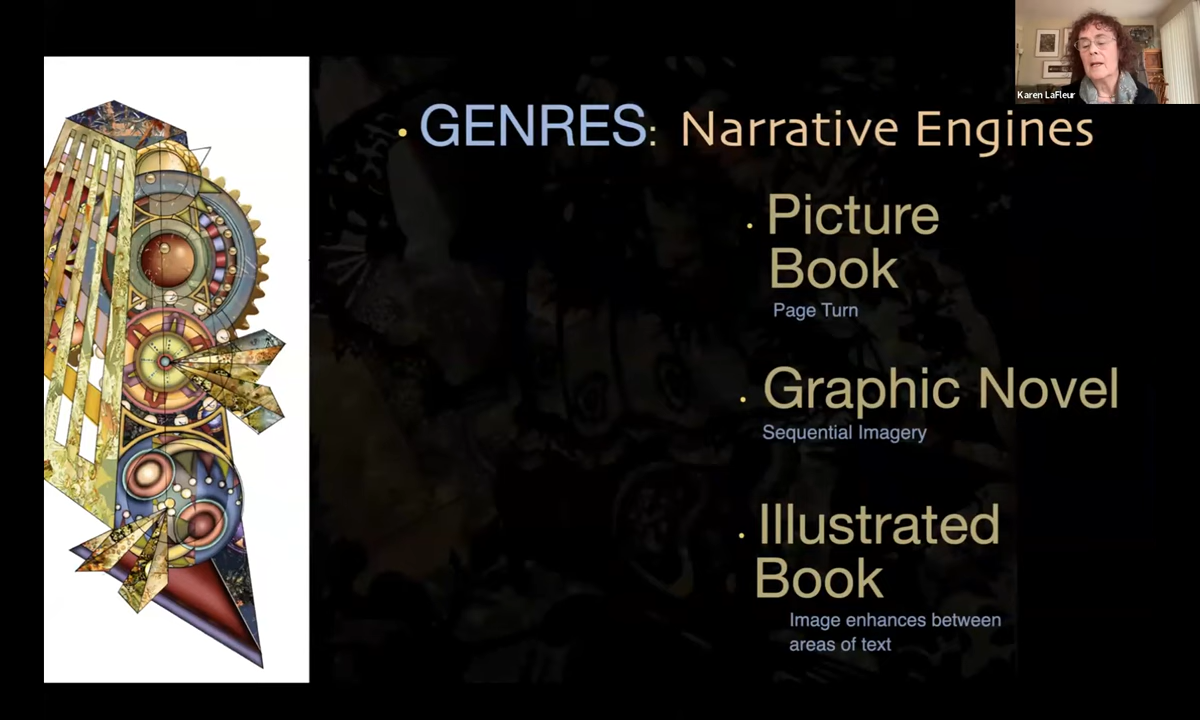 Karen LaFleur
• GENRES: Narrative Engines
• Picture
Book
Page Turn
• Graphic Novel
Sequential Imagery
• Illustrated
Book
Image enhances between
areas of text